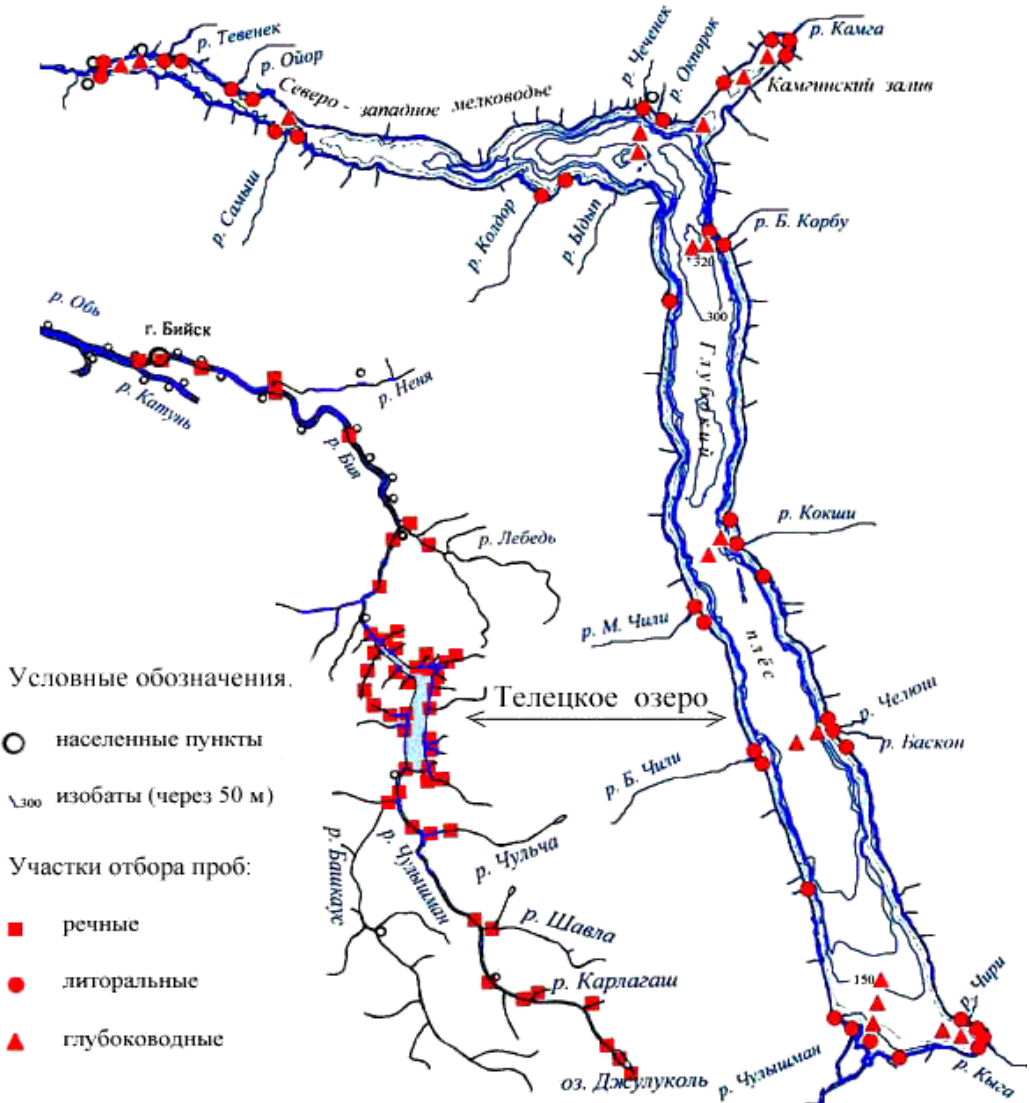 р. Тевенек
р. Ойор
Северо - западное мелководье
р. Чеченек
р. Окпорок
р. Камга
Камгинский залив
р. Самыш
р. Колдор
р. Ыдып
р. Б. Корбу
320
300
Глубокий плёс
р. Обь
г. Бийск
р. Катунь
р. Неня
р. Бия
р. Лебедь
р. Кокши
р. М. Чили
Телецкое озеро
р. Челюш
р. Баскон
р. Б. Чили
Условные обозначения.
населенные пункты
300 изобаты (через 50 м)
Участки отбора проб:
речные
литоральные
глубоководные
р. Башкаус
р. Чулышман
р. Чульча
р. Шавла
р. Карлагаш
оз. Джулуколь
150
р. Чири
р. Чулышман
р. Кыга